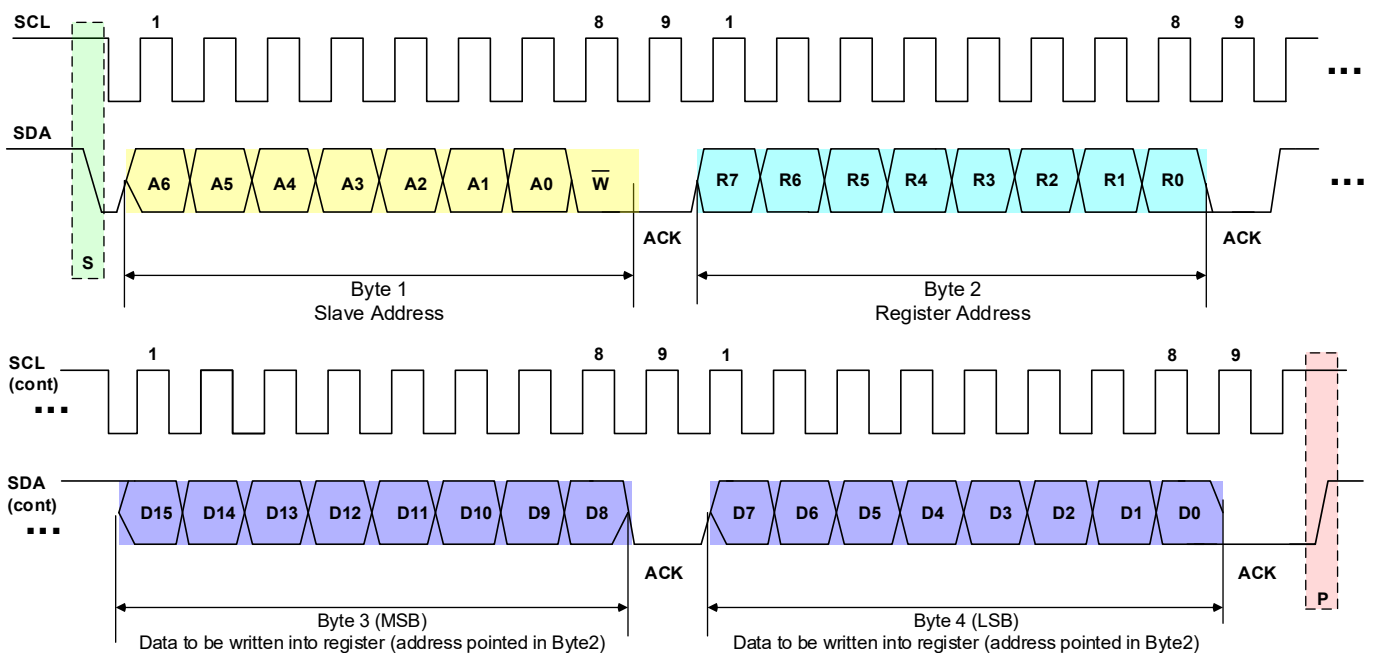 SCL
1 8 9 1 8 9
...
SDA
A6 A5 A4 A3 A2 A1 A0 W̅ R7 R6 R5 R4 R3 R2 R1 R0
...
ACK ACK
S
Byte 1 Byte 2
Slave Address Register Address
SCL
(cont)
1 8 9 1 8 9
...
SDA
(cont)
D15 D14 D13 D12 D11 D10 D9 D8 D7 D6 D5 D4 D3 D2 D1 D0
...
ACK ACK
P
Byte 3 (MSB) Byte 4 (LSB)
Data to be written into register (address pointed in Byte2) Data to be written into register (address pointed in Byte2)